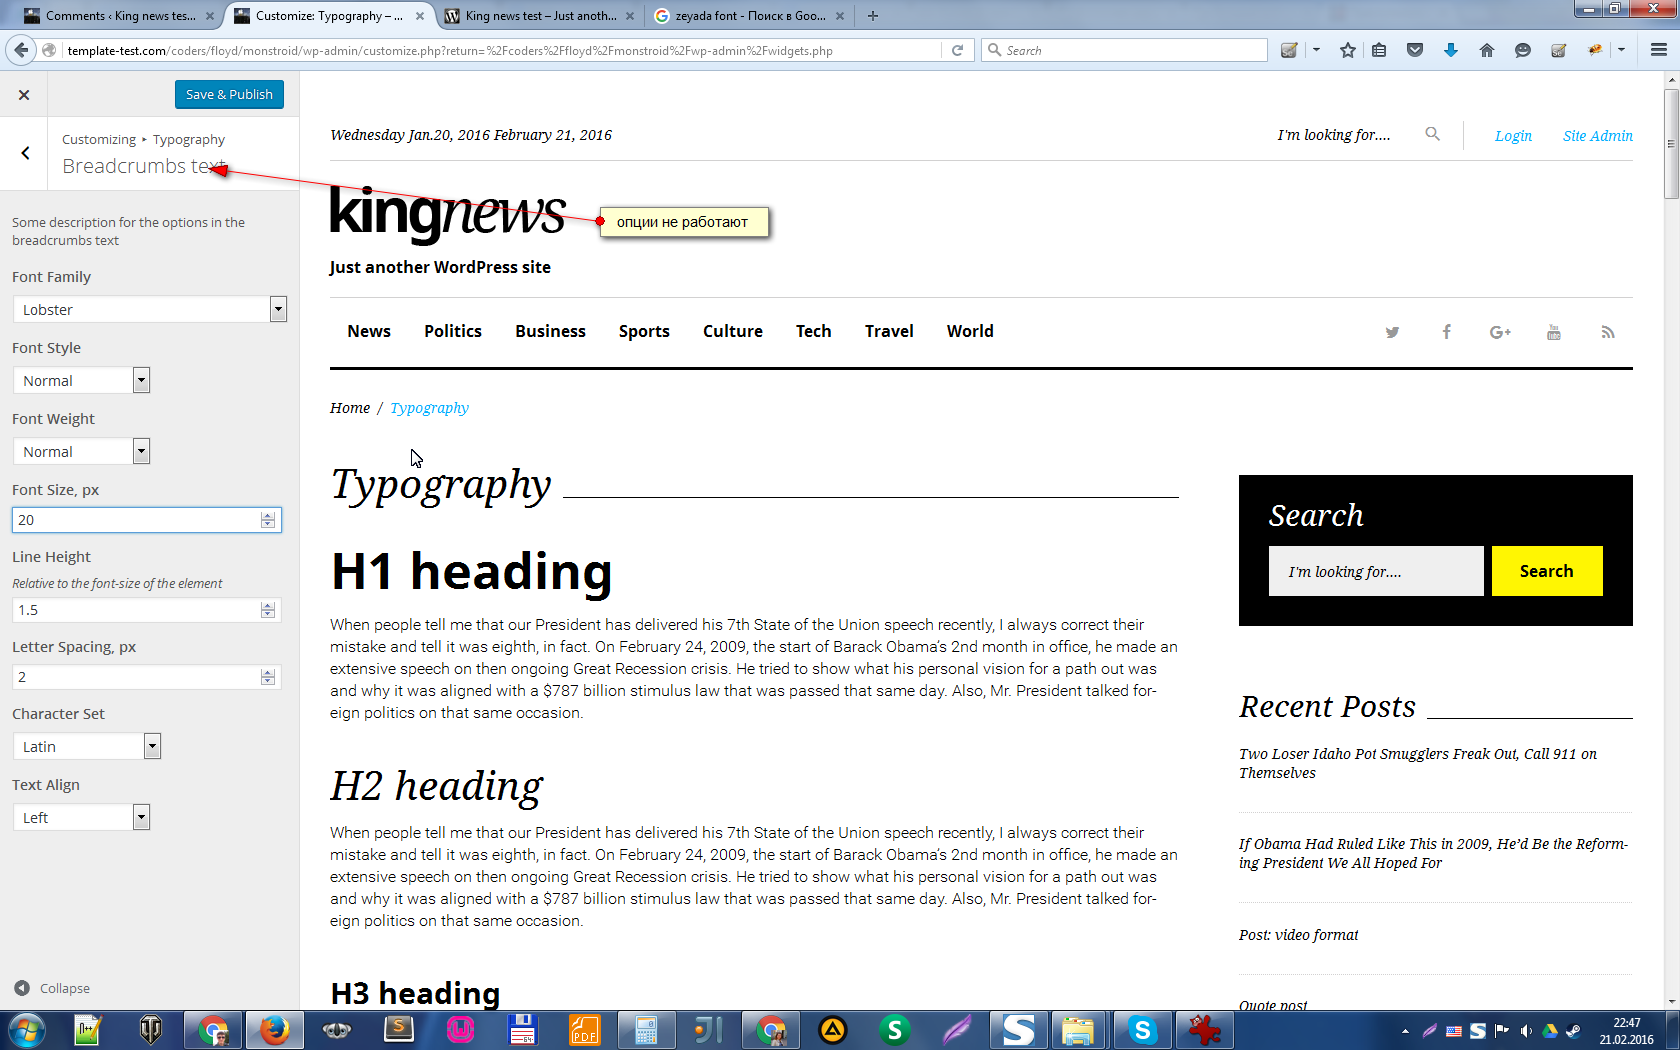 Comments ‹ King news tes...
Customize: Typography – ...
King news test – Just anoth...
zeyada font - Поиск в Goo...
template-test.com/coders/floyd/monstroid/wp-admin/customize.php?return=%2Fcoders%2Ffloyd%2Fmonstroid%2Fwp-admin%2Fwidgets.php
Search
Save & Publish
Customizing ▸ Typography
Breadcrumbs text
Some description for the options in the
breadcrumbs text
Font Family
Lobster
Font Style
Normal
Font Weight
Normal
Font Size, px
20
Line Height
Relative to the font-size of the element
1.5
Letter Spacing, px
2
Character Set
Latin
Text Align
Left
Collapse
Wednesday Jan.20, 2016 February 21, 2016
I'm looking for....
Login
Site Admin
kingnews
опции не работают
Just another WordPress site
News
Politics
Business
Sports
Culture
Tech
Travel
World
Home / Typography
Typography
H1 heading
When people tell me that our President has delivered his 7th State of the Union speech recently, I always correct their
mistake and tell it was eighth, in fact. On February 24, 2009, the start of Barack Obama's 2nd month in office, he made an
extensive speech on then ongoing Great Recession crisis. He tried to show what his personal vision for a path out was
and why it was aligned with a $787 billion stimulus law that was passed that same day. Also, Mr. President talked for-
eign politics on that same occasion.
H2 heading
When people tell me that our President has delivered his 7th State of the Union speech recently, I always correct their
mistake and tell it was eighth, in fact. On February 24, 2009, the start of Barack Obama's 2nd month in office, he made an
extensive speech on then ongoing Great Recession crisis. He tried to show what his personal vision for a path out was
and why it was aligned with a $787 billion stimulus law that was passed that same day. Also, Mr. President talked for-
eign politics on that same occasion.
H3 heading
Search
I'm looking for....
Search
Recent Posts
Two Loser Idaho Pot Smugglers Freak Out, Call 911 on
Themselves
If Obama Had Ruled Like This in 2009, He'd Be the Reform-
ing President We All Hoped For
Post: video format
Quote post
22:47
21.02.2016